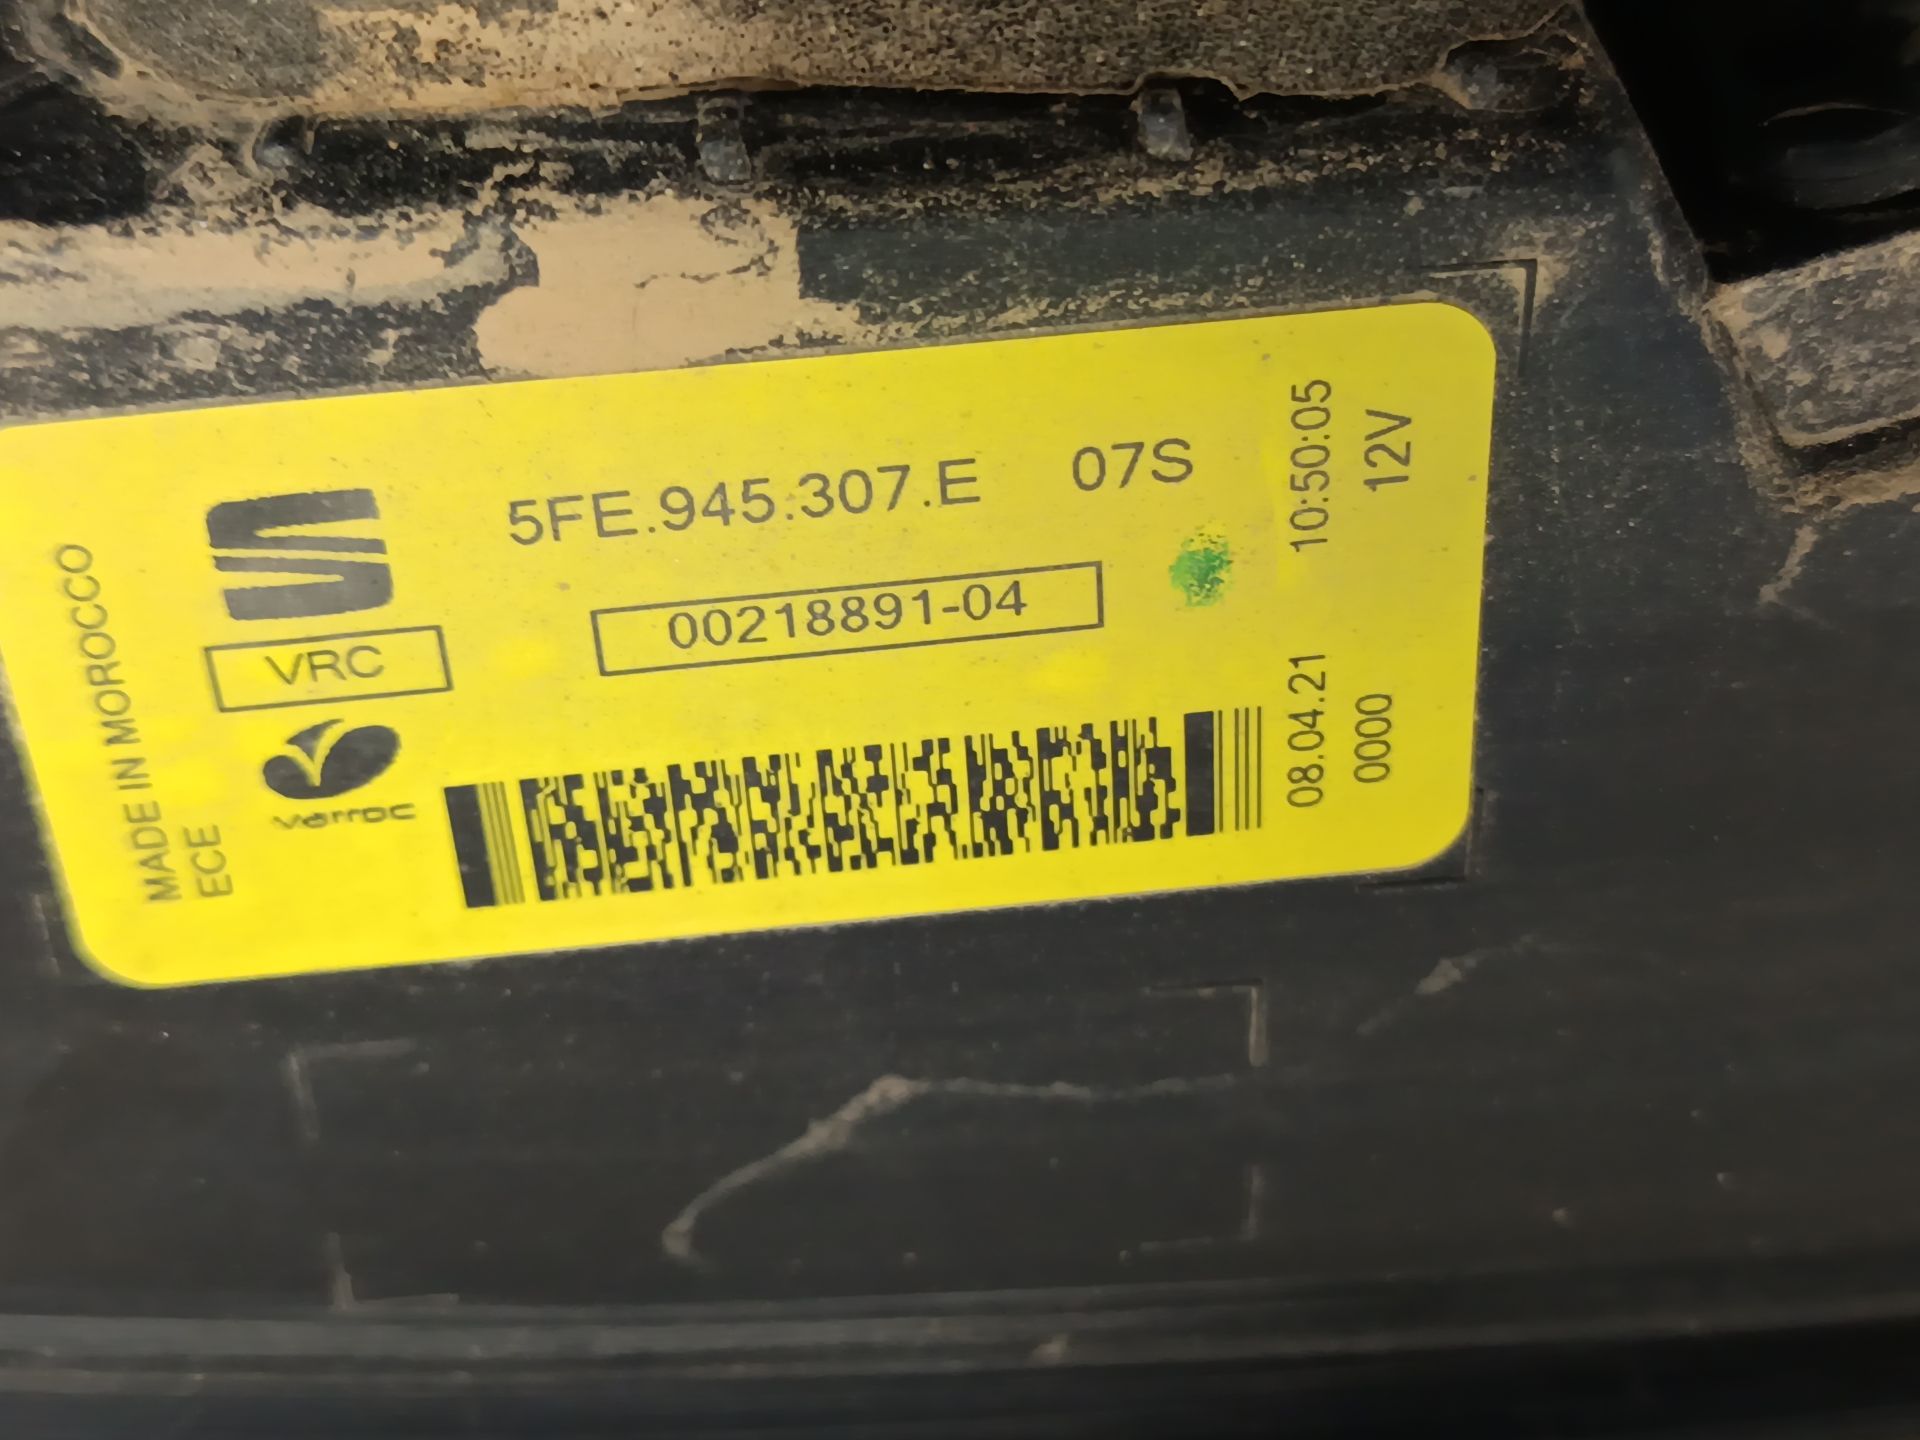 5FE.945.307.E 07S
00218891-04
VRC
varroc
MADE IN MOROCCO
ECE
08.04.21 10:50:05
0000 12V